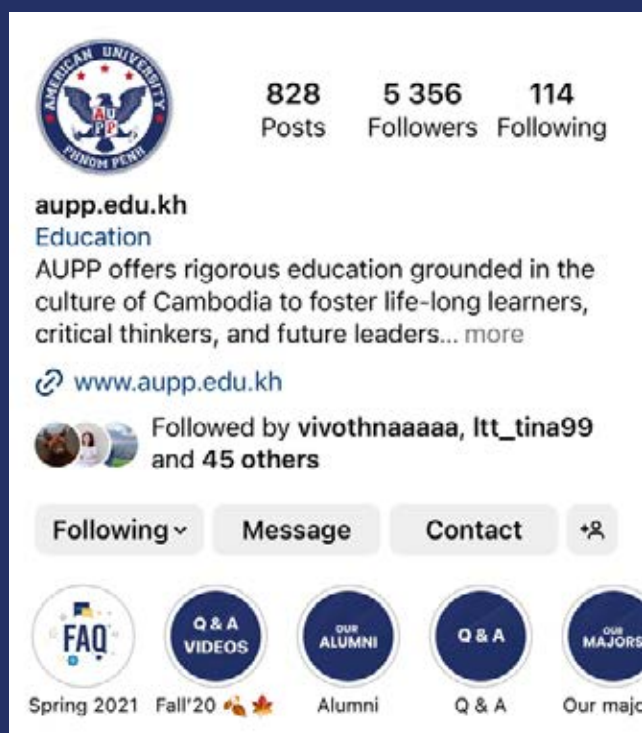 AMERICAN UNIVERSITY
AU
PP
PHNOM PENH
828 5 356 114
Posts Followers Following
aupp.edu.kh
Education
AUPP offers rigorous education grounded in the
culture of Cambodia to foster life-long learners,
critical thinkers, and future leaders... more
www.aupp.edu.kh
Followed by vivothnaaaaa, ltt_tina99
and 45 others
Following Message Contact
FAQ
Q & A
VIDEOS
OUR
ALUMNI
Q & A
OUR
MAJORS
Spring 2021 Fall'20 🍂 🍁 Alumni Q & A Our majo